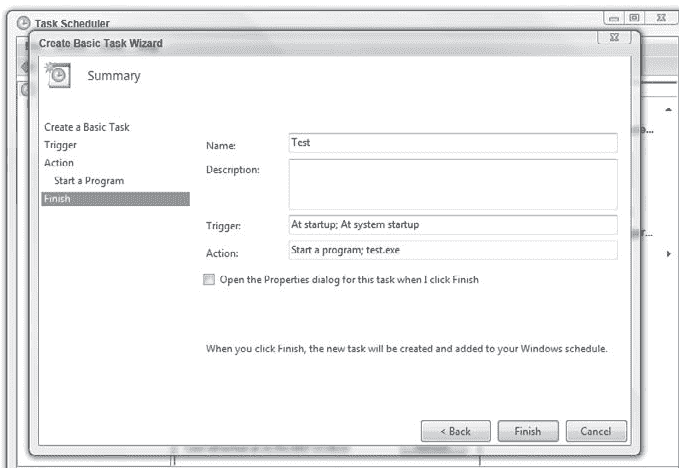 Task Scheduler
Create Basic Task Wizard
Summary
Create a Basic Task
Trigger
Action
Start a Program
Finish
Name:
Test
Description:
Trigger:
At startup; At system startup
Action:
Start a program; test.exe
Open the Properties dialog for this task when I click Finish
When you click Finish, the new task will be created and added to your Windows schedule.
< Back
Finish
Cancel